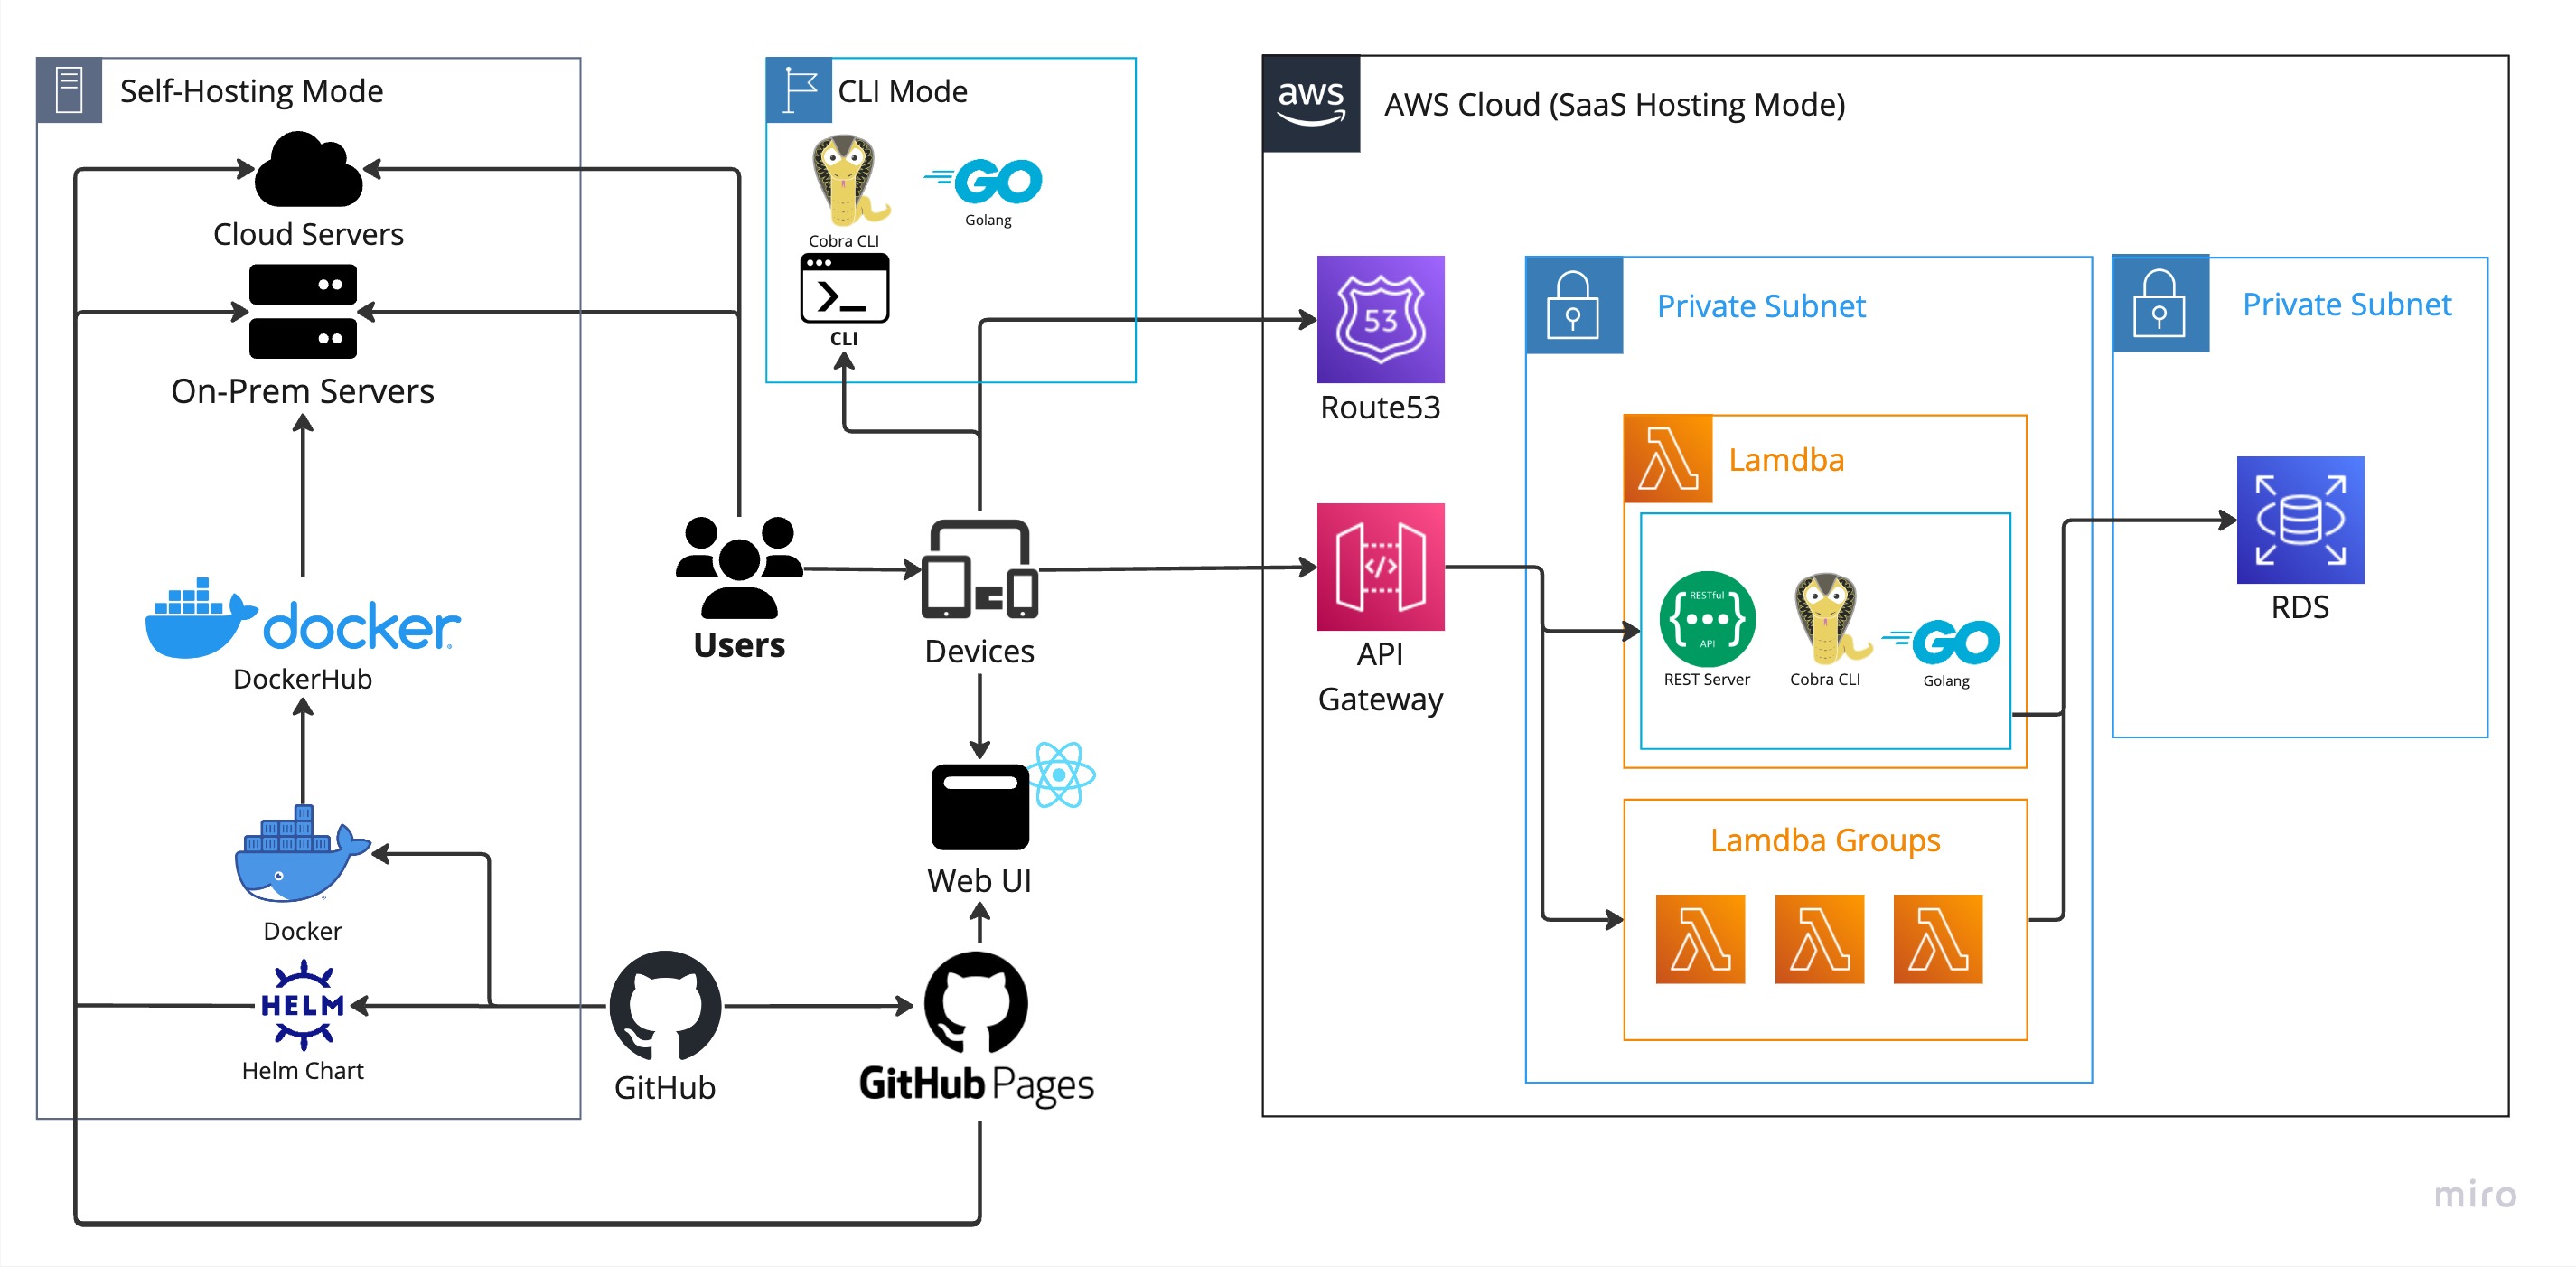 Self-Hosting Mode
Cloud Servers
On-Prem Servers
docker
DockerHub
Docker
HELM
Helm Chart
CLI Mode
Cobra CLI
GO
Golang
CLI
Users
Devices
Web UI
GitHub
GitHub Pages
aws
AWS Cloud (SaaS Hosting Mode)
53
Route53
API
Gateway
Private Subnet
Lamdba
RESTful
API
REST Server
Cobra CLI
GO
Golang
Lamdba Groups
Private Subnet
RDS
miro